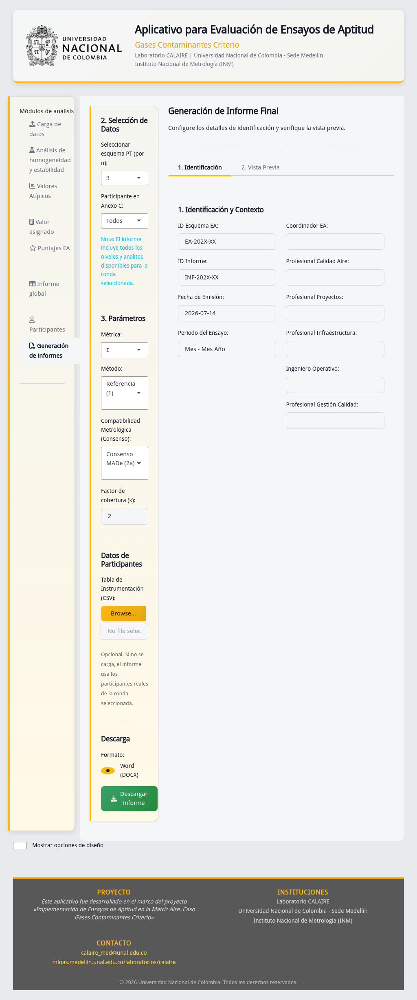 UNIVERSIDAD
NACIONAL
DE COLOMBIA
Aplicativo para Evaluación de Ensayos de Aptitud
Gases Contaminantes Criterio
Laboratorio CALAIRE | Universidad Nacional de Colombia - Sede Medellín
Instituto Nacional de Metrología (INM)
Módulos de análisis
Carga de
datos
Análisis de
homogeneidad
y estabilidad
Valores
Atípicos
Valor
asignado
Puntajes EA
Informe
global
Participantes
Generación
de informes
2. Selección de
Datos
Seleccionar
esquema PT (por
n):
3
Participante en
Anexo C:
Todos
Nota: El informe
incluye todos los
niveles y analitos
disponibles para la
ronda
seleccionada.
3. Parámetros
Métrica:
z
Método:
Referencia
(1)
Compatibilidad
Metrológica
(Consenso):
Consenso
MADe (2a)
Factor de
cobertura (k):
2
Datos de
Participantes
Tabla de
Instrumentación
(CSV):
Browse...
No file selec
Opcional. Si no se
carga, el informe
usa los
participantes reales
de la ronda
seleccionada.
Descarga
Formato:
Word
(DOCX)
Descargar
Informe
Generación de Informe Final
Configure los detalles de identificación y verifique la vista previa.
1. Identificación
2. Vista Previa
1. Identificación y Contexto
ID Esquema EA:
EA-202X-XX
ID Informe:
INF-202X-XX
Fecha de Emisión:
2026-07-14
Periodo del Ensayo:
Mes - Mes Año
Coordinador EA:
Profesional Calidad Aire:
Profesional Proyectos:
Profesional Infraestructura:
Ingeniero Operativo:
Profesional Gestión Calidad:
Mostrar opciones de diseño
PROYECTO
Este aplicativo fue desarrollado en el marco del proyecto
«Implementación de Ensayos de Aptitud en la Matriz Aire. Caso
Gases Contaminantes Criterio»
INSTITUCIONES
Laboratorio CALAIRE
Universidad Nacional de Colombia - Sede Medellín
Instituto Nacional de Metrología (INM)
CONTACTO
calaire_med@unal.edu.co
minas.medellin.unal.edu.co/laboratorios/calaire
© 2026 Universidad Nacional de Colombia. Todos los derechos reservados.